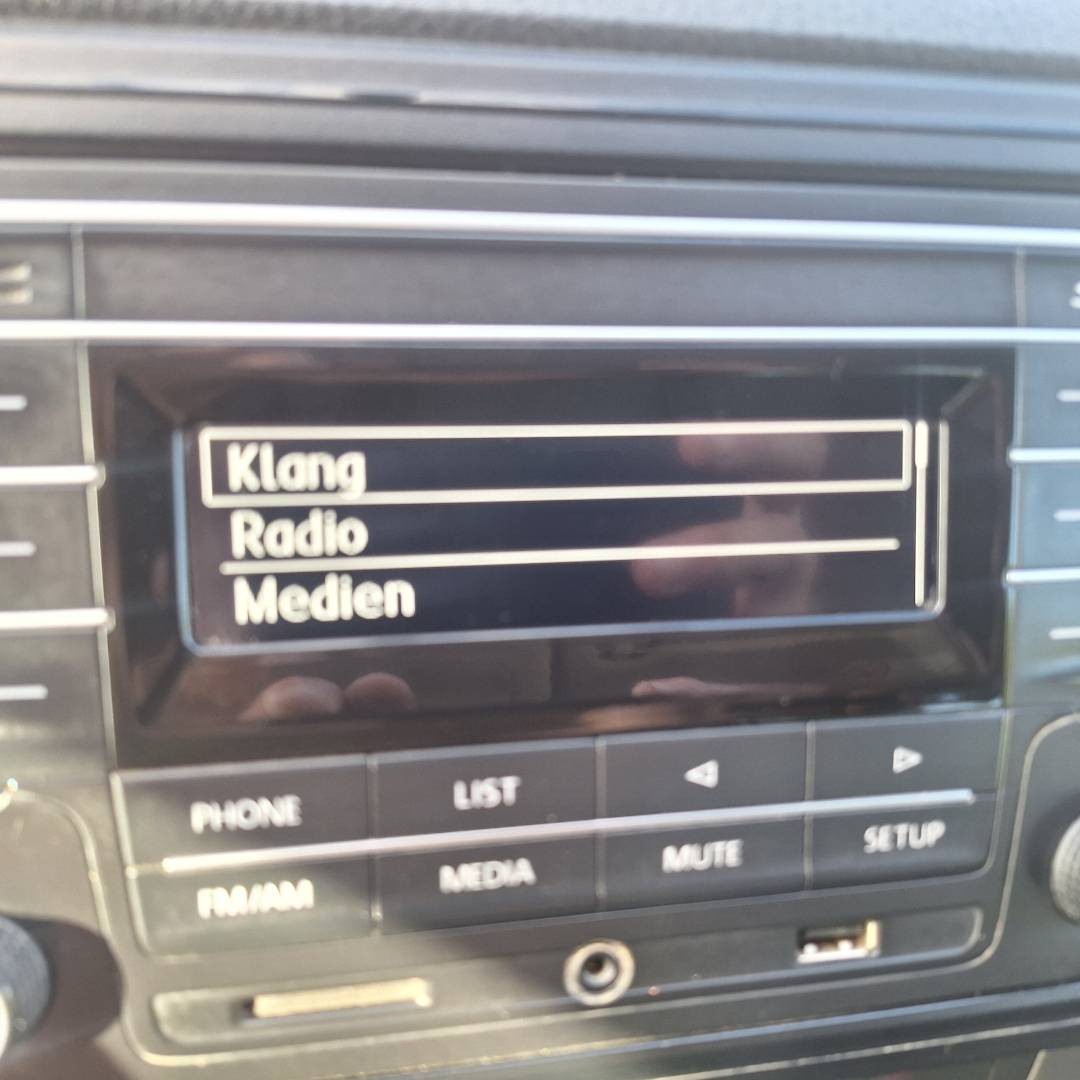 Klang
Radio
Medien
PHONE
LIST
FM/AM
MEDIA
MUTE
SETUP